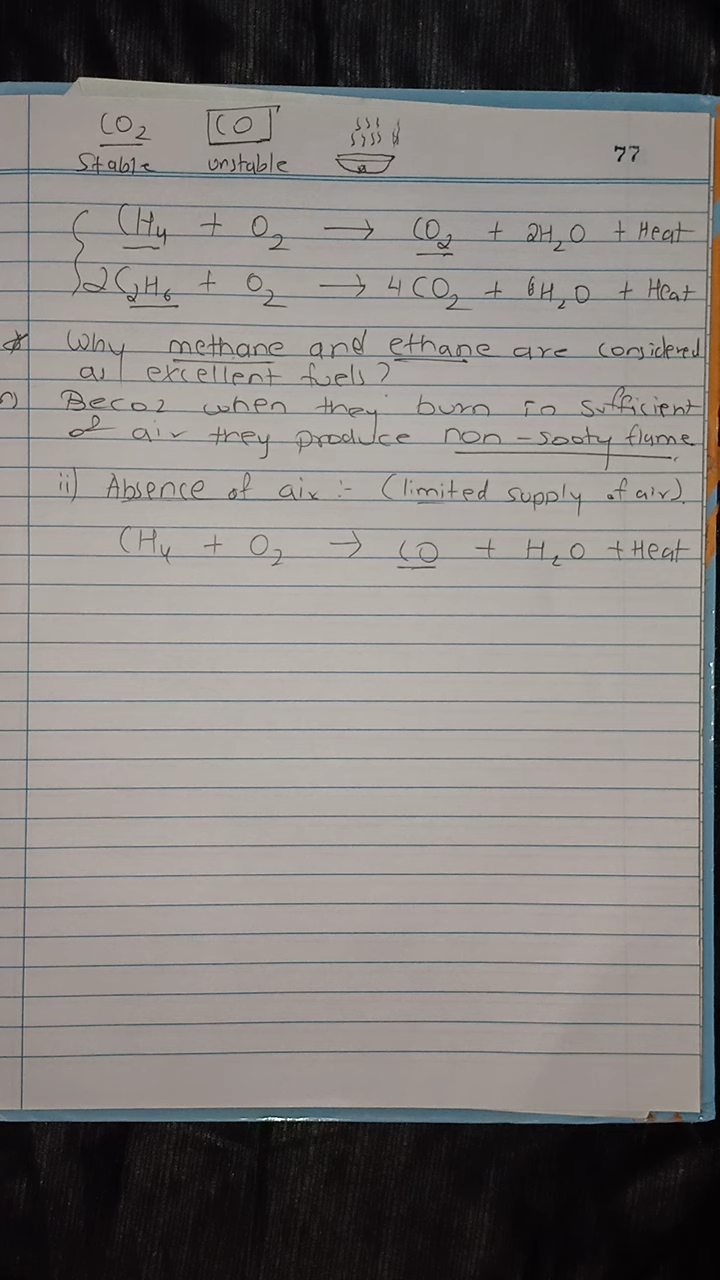 CO₂ CO 77
Stable unstable
CH₄ + O₂ → CO₂ + 2H₂O + Heat
2C₂H₆ + O₂ → 4CO₂ + 6H₂O + Heat
* Why methane and ethane are considered
as excellent fuels?
Becoz when they burn in sufficient
of air they produce non-sooty flame
ii) Absence of air :- (limited supply of air).
CH₄ + O₂ → CO + H₂O + Heat